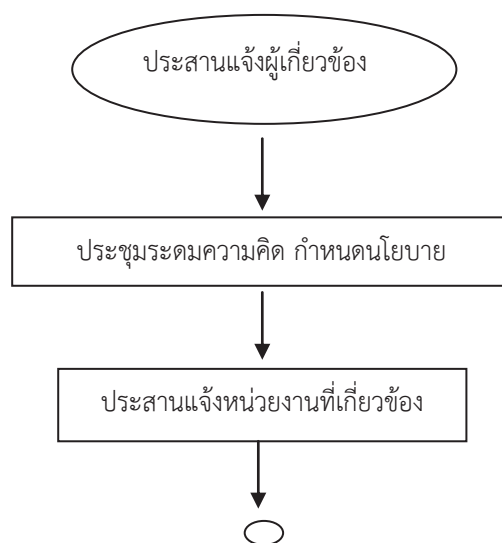 ประสานแจ้งผู้เกี่ยวข้อง
ประชุมระดมความคิด กำหนดนโยบาย
ประสานแจ้งหน่วยงานที่เกี่ยวข้อง